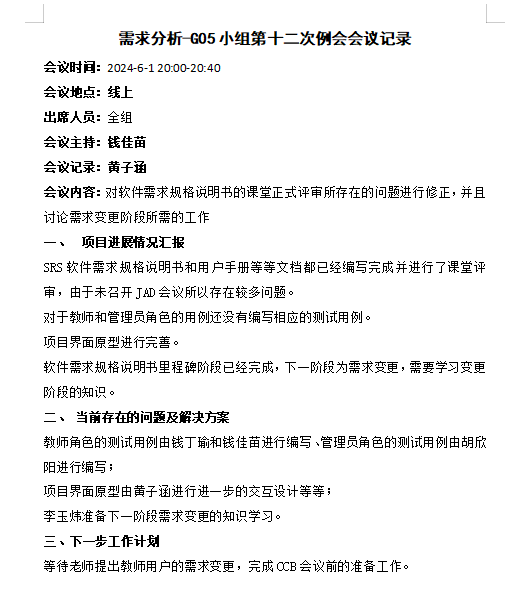 需求分析-G05小组第十二次例会会议记录
会议时间：2024-6-1 20:00-20:40
会议地点：线上
出席人员：全组
会议主持：钱佳苗
会议记录：黄子涵
会议内容：对软件需求规格说明书的课堂正式评审所存在的问题进行修正，并且
讨论需求变更阶段所需的工作
一、 项目进展情况汇报
SRS 软件需求规格说明书和用户手册等等文档都已经编写完成并进行了课堂评
审，由于未召开 JAD 会议所以存在较多问题。
对于教师和管理员角色的用例还没有编写相应的测试用例。
项目界面原型进行完善。
软件需求规格说明书里程碑阶段已经完成，下一阶段为需求变更，需要学习变更
阶段的知识。
二、 当前存在的问题及解决方案
教师角色的测试用例由钱丁瑜和钱佳苗进行编写、管理员角色的测试用例由胡欣
阳进行编写；
项目界面原型由黄子涵进行进一步的交互设计等等；
李玉炜准备下一阶段需求变更的知识学习。
三、下一步工作计划
等待老师提出教师用户的需求变更，完成 CCB 会议前的准备工作。